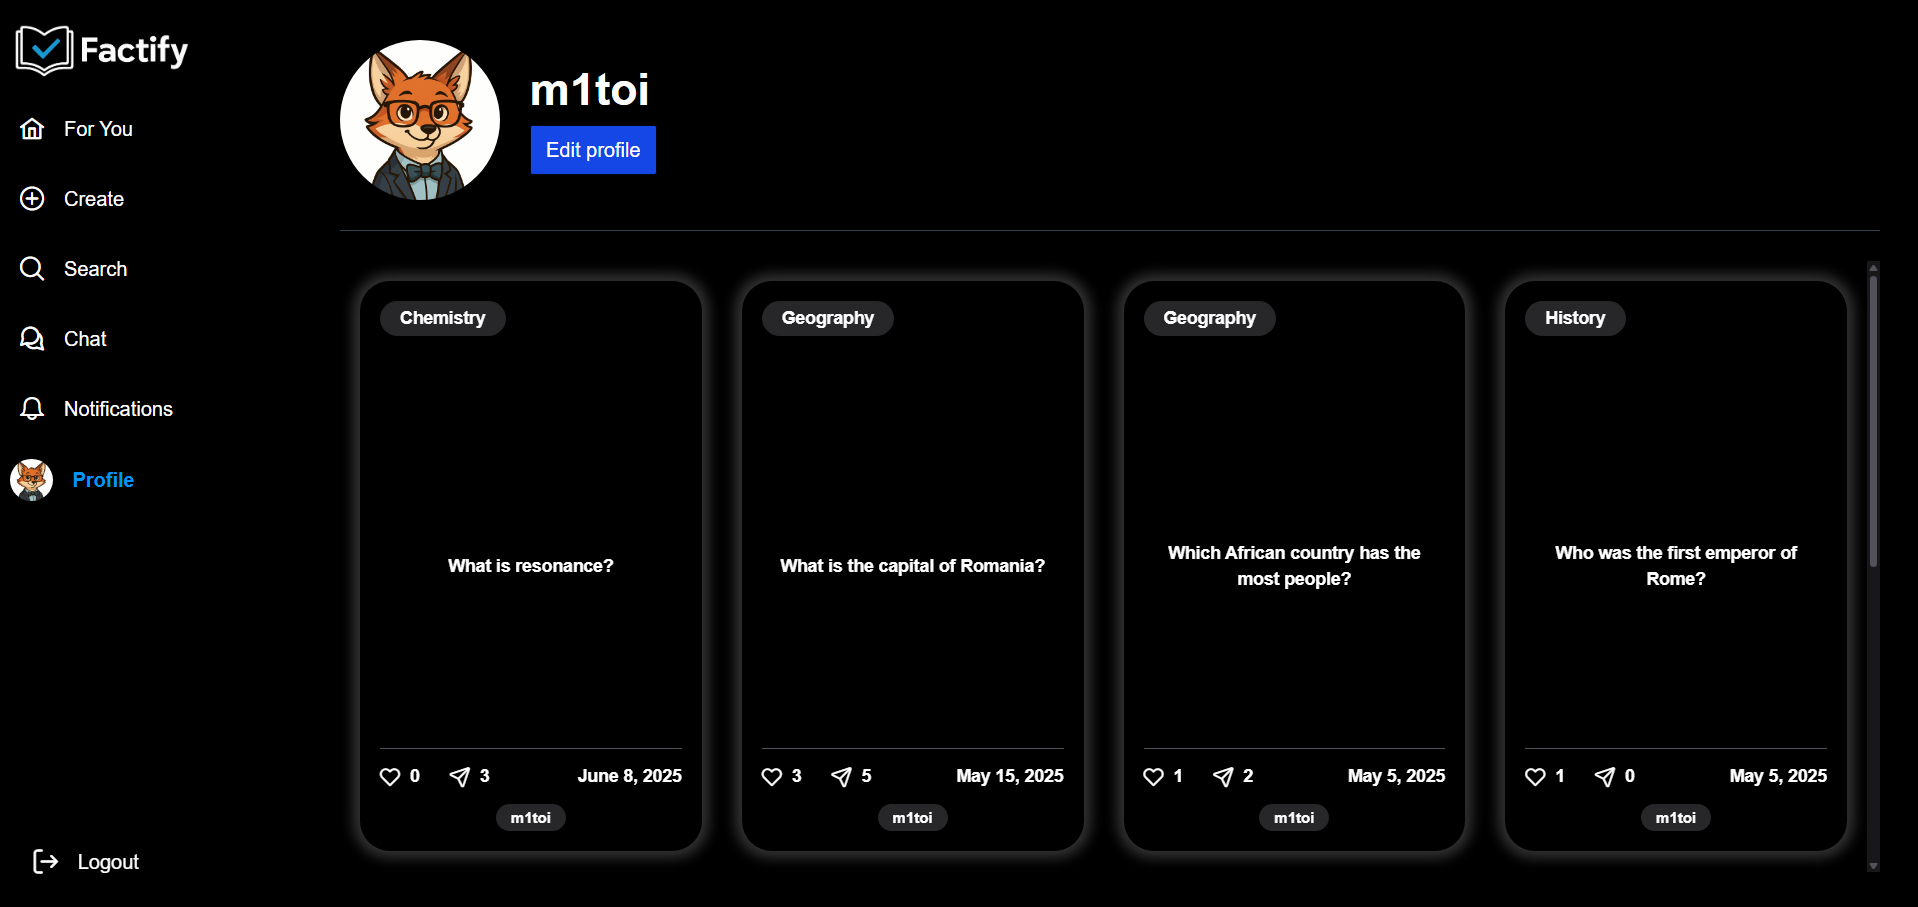 Factify
For You
Create
Search
Chat
Notifications
Profile
Logout
m1toi
Edit profile
Chemistry
What is resonance?
0 3 June 8, 2025
m1toi
Geography
What is the capital of Romania?
3 5 May 15, 2025
m1toi
Geography
Which African country has the
most people?
1 2 May 5, 2025
m1toi
History
Who was the first emperor of
Rome?
1 0 May 5, 2025
m1toi